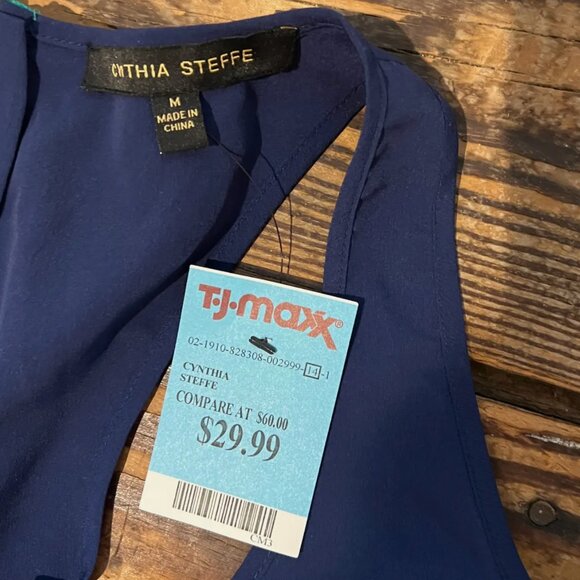 CYNTHIA STEFFE
M
MADE IN
CHINA
T·J·maxx®
02-1910-828308-002999-14-1
CYNTHIA
STEFFE
COMPARE AT $60.00
$29.99
CM3